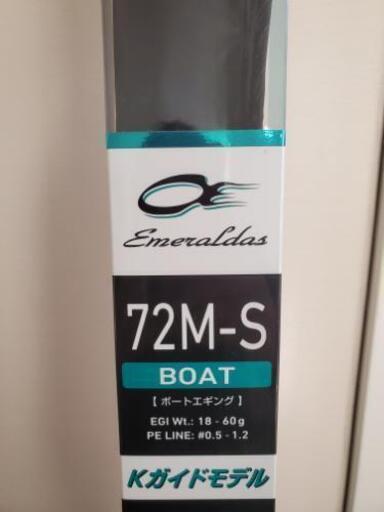 Emeraldas
72M-S
BOAT
【 ボートエギング 】
EGI Wt.: 18 - 60g
PE LINE: #0.5 - 1.2
Kガイドモデル